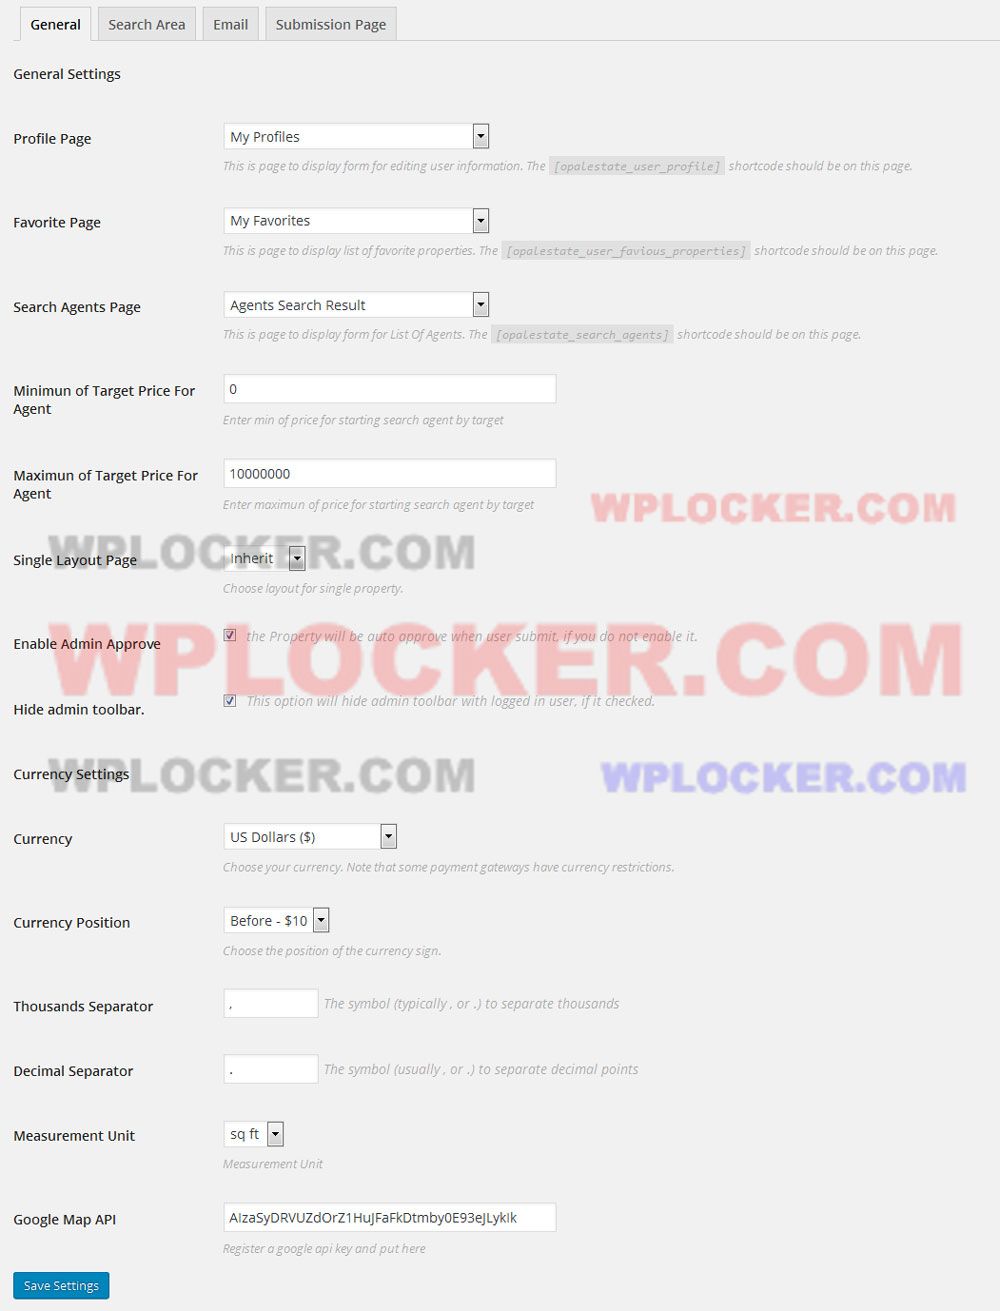 General Search Area Email Submission Page
General Settings
Profile Page
My Profiles
This is page to display form for editing user information. The [opalestate_user_profile] shortcode should be on this page.
Favorite Page
My Favorites
This is page to display list of favorite properties. The [opalestate_user_favious_properties] shortcode should be on this page.
Search Agents Page
Agents Search Result
This is page to display form for List Of Agents. The [opalestate_search_agents] shortcode should be on this page.
Minimun of Target Price For
Agent
0
Enter min of price for starting search agent by target
Maximun of Target Price For
Agent
10000000
Enter maximun of price for starting search agent by target
WPLOCKER.COM
WPLOCKER.COM
Single Layout Page
Inherit
Choose layout for single property.
WPLOCKER.COM
Enable Admin Approve
the Property will be auto approve when user submit, if you do not enable it.
Hide admin toolbar.
This option will hide admin toolbar with logged in user, if it checked.
Currency Settings
WPLOCKER.COM
WPLOCKER.COM
Currency
US Dollars ($)
Choose your currency. Note that some payment gateways have currency restrictions.
Currency Position
Before - $10
Choose the position of the currency sign.
Thousands Separator
, The symbol (typically , or .) to separate thousands
Decimal Separator
. The symbol (usually , or .) to separate decimal points
Measurement Unit
sq ft
Measurement Unit
Google Map API
AIzaSyDRVUZdOrZ1HuJFaFkDtmby0E93eJLykIk
Register a google api key and put here
Save Settings